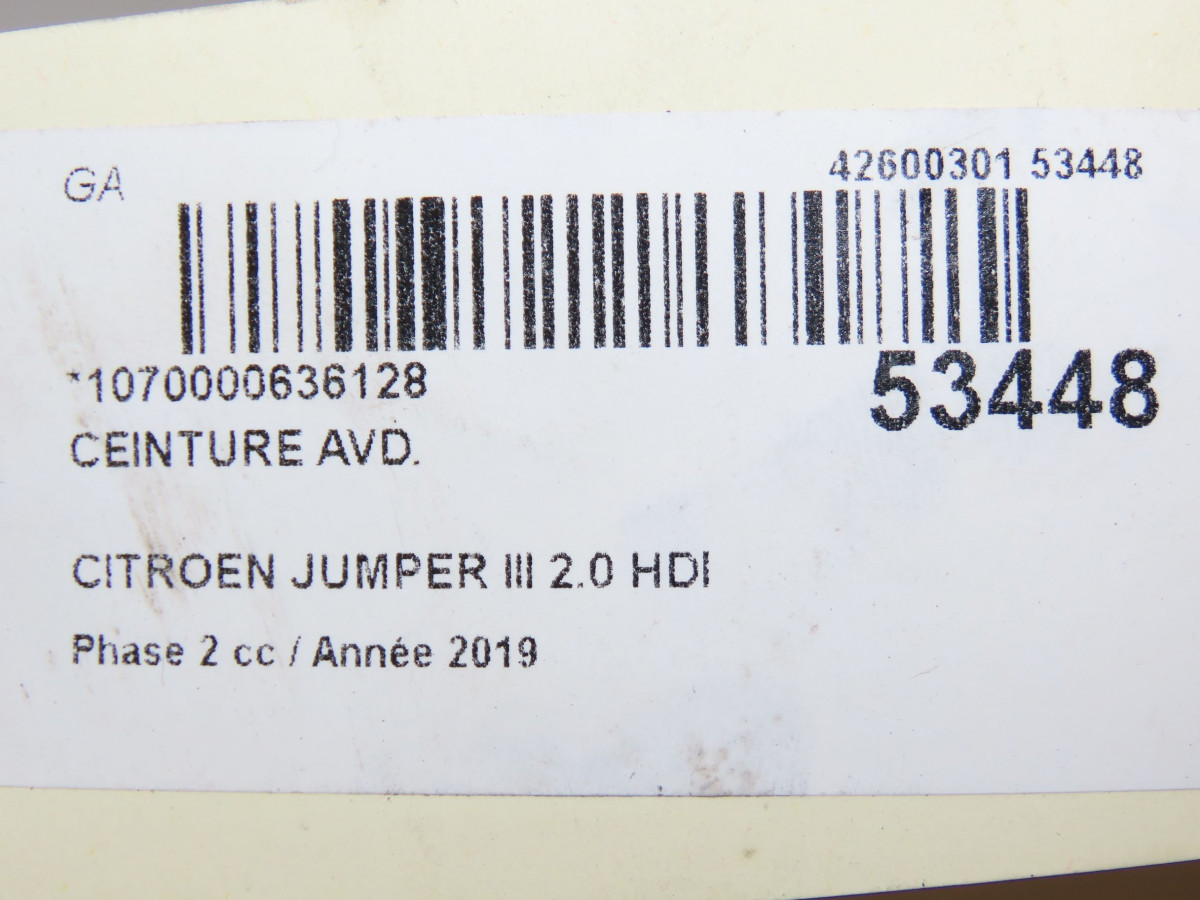 GA
42600301 53448
*1070000636128
53448
CEINTURE AVD.
CITROEN JUMPER III 2.0 HDI
Phase 2 cc / Année 2019